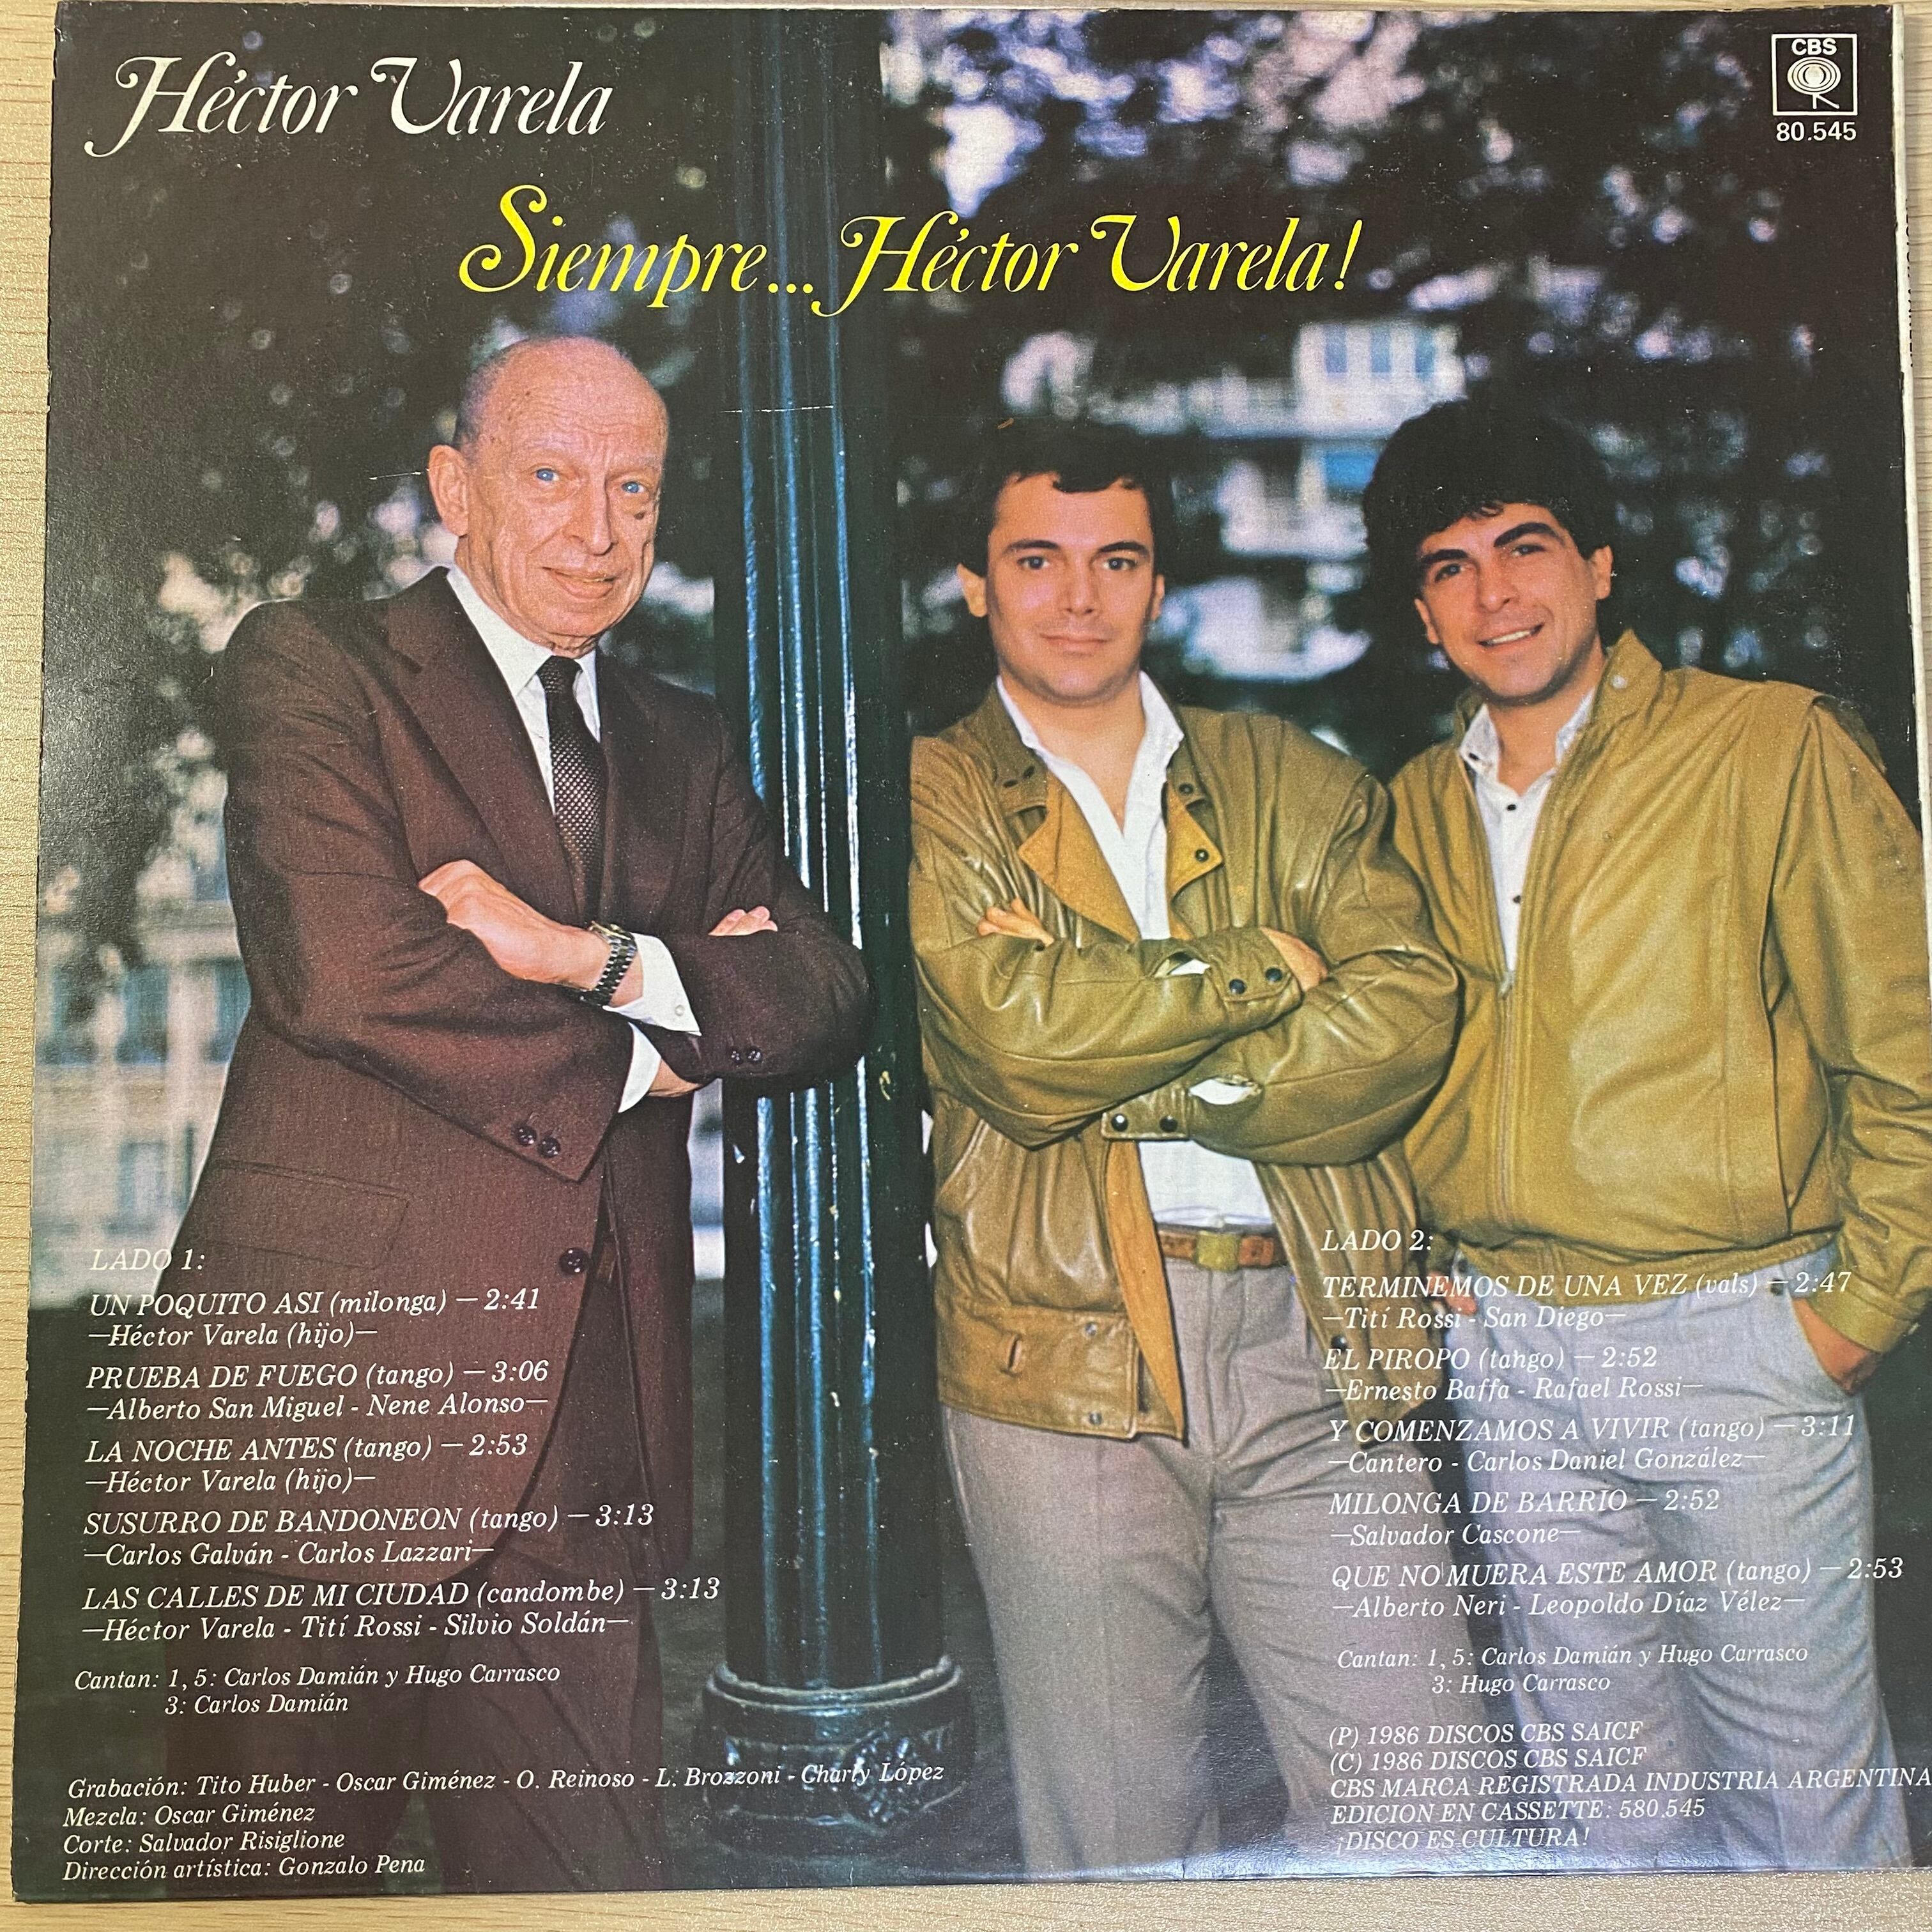 Héctor Varela
CBS
80.545
Siempre... Héctor Varela!
LADO 1:
UN POQUITO ASI (milonga) — 2:41
—Héctor Varela (hijo)—
PRUEBA DE FUEGO (tango) — 3:06
—Alberto San Miguel - Nene Alonso—
LA NOCHE ANTES (tango) — 2:53
—Héctor Varela (hijo)—
SUSURRO DE BANDONEON (tango) — 3:13
—Carlos Galván - Carlos Lazzari—
LAS CALLES DE MI CIUDAD (candombe) — 3:13
—Héctor Varela - Tití Rossi - Silvio Soldán—
Cantan: 1, 5: Carlos Damián y Hugo Carrasco
3: Carlos Damián
Grabación: Tito Huber - Oscar Giménez - O. Reinoso - L. Brozzoni - Charly López
Mezcla: Oscar Giménez
Corte: Salvador Risiglione
Dirección artística: Gonzalo Pena
LADO 2:
TERMINEMOS DE UNA VEZ (vals) — 2:47
—Tití Rossi - San Diego—
EL PIROPO (tango) — 2:52
—Ernesto Baffa - Rafael Rossi—
Y COMENZAMOS A VIVIR (tango) — 3:11
—Cantero - Carlos Daniel González—
MILONGA DE BARRIO — 2:52
—Salvador Cascone—
QUE NO MUERA ESTE AMOR (tango) — 2:53
—Alberto Neri - Leopoldo Díaz Vélez—
Cantan: 1, 5: Carlos Damián y Hugo Carrasco
3: Hugo Carrasco
(P) 1986 DISCOS CBS SAICF
(C) 1986 DISCOS CBS SAICF
CBS MARCA REGISTRADA INDUSTRIA ARGENTINA
EDICION EN CASSETTE: 580.545
¡DISCO ES CULTURA!